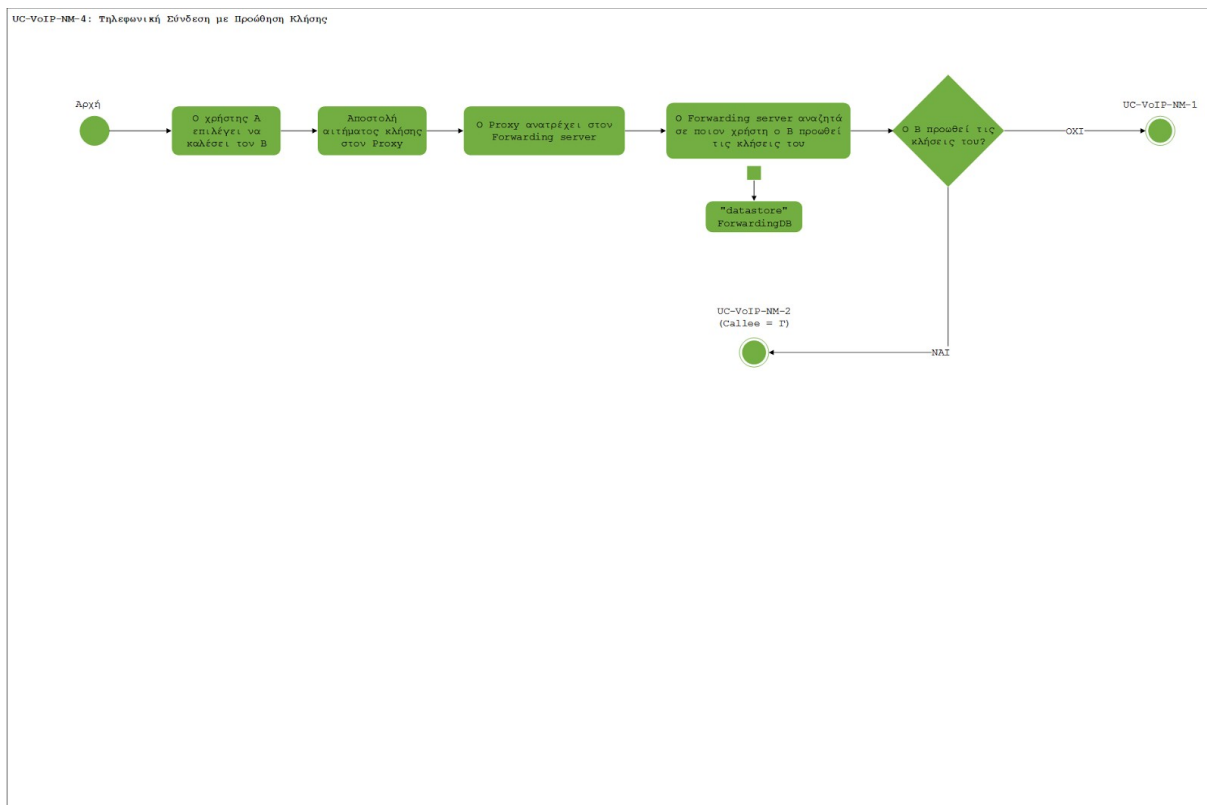 UC-VoIP-NM-4: Τηλεφωνική Σύνδεση με Προώθηση Κλήσης
Αρχή
Ο χρήστης Α
επιλέγει να
καλέσει τον Β
Αποστολή
αιτήματος κλήσης
στον Proxy
Ο Proxy ανατρέχει στον
Forwarding server
Ο Forwarding server αναζητά
σε ποιον χρήστη ο Β προωθεί
τις κλήσεις του
"datastore"
ForwardingDB
Ο Β προωθεί τις
κλήσεις του?
ΟΧΙ
UC-VoIP-NM-1
ΝΑΙ
UC-VoIP-NM-2
(Callee = Γ)